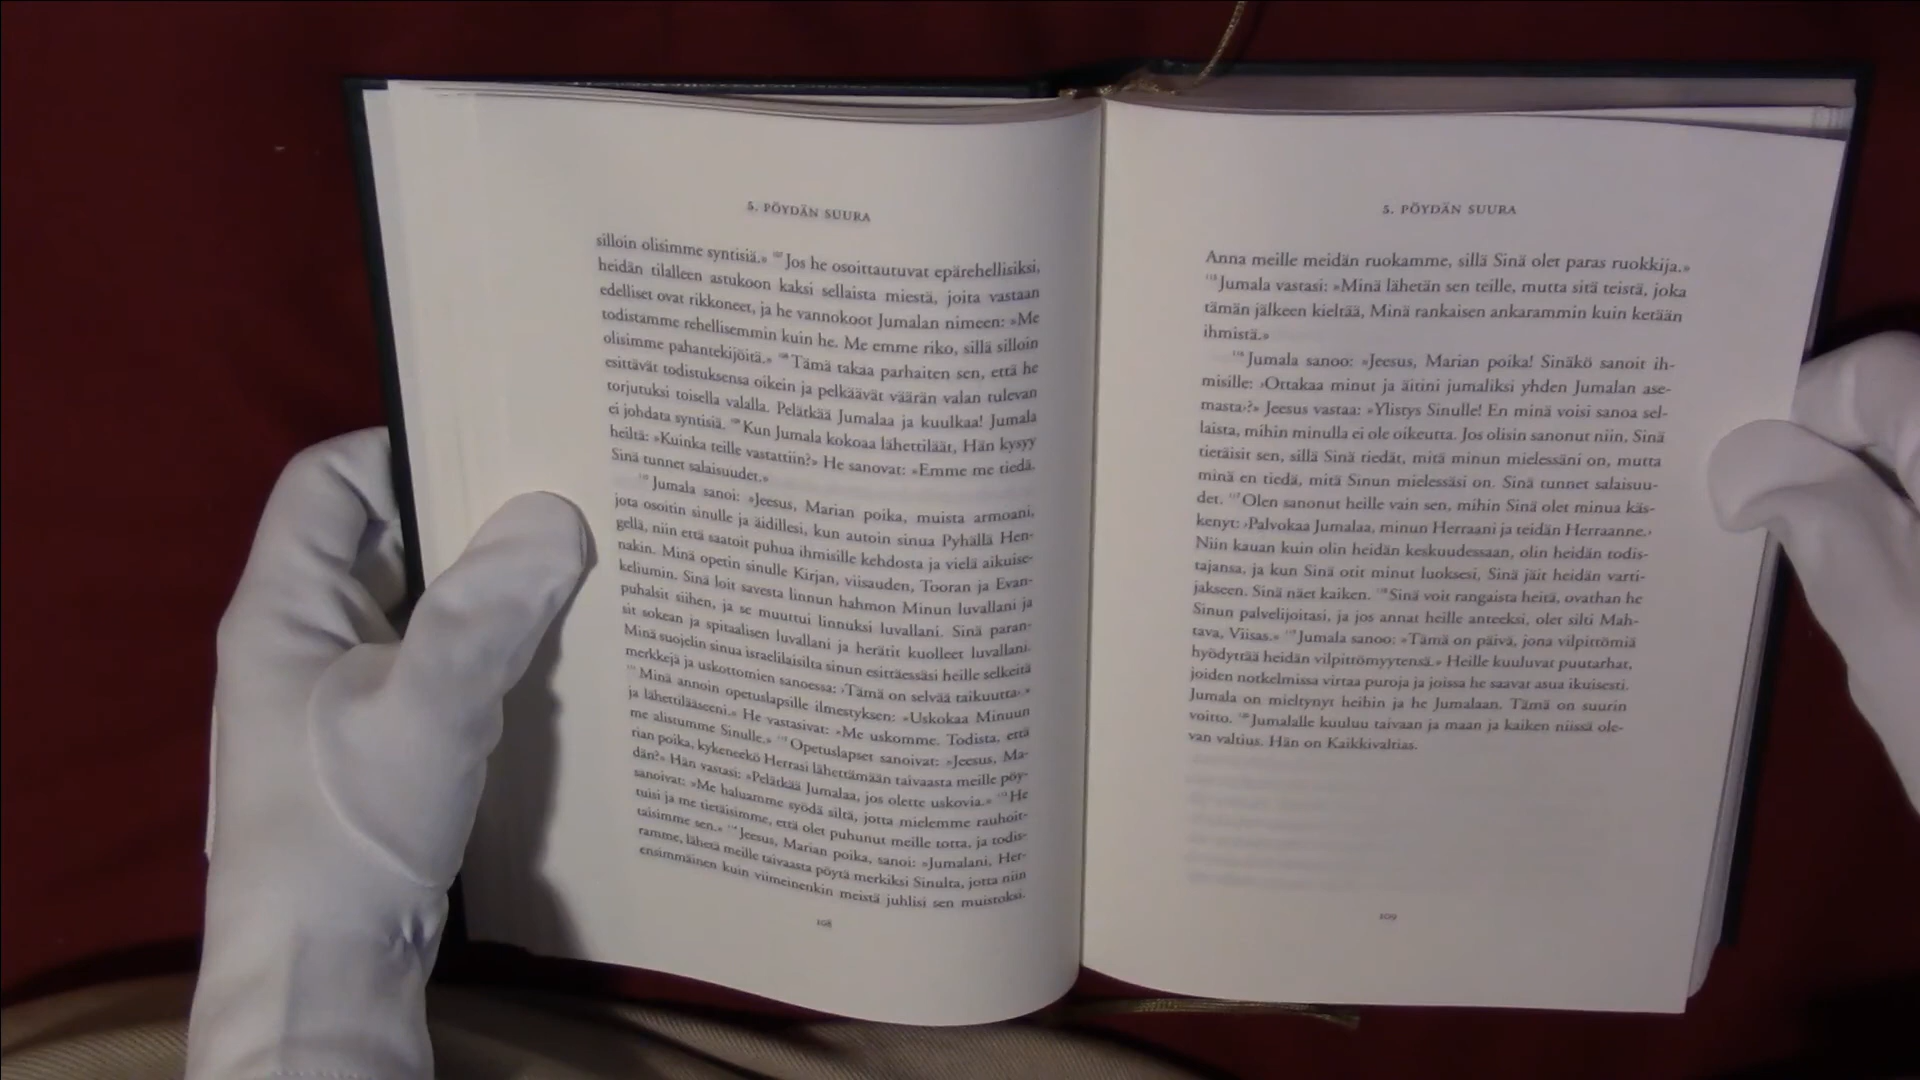 5. PÖYDÄN SUURA
silloin olisimme syntisiä.» ¹⁰⁷Jos he osoittautuvat epärehellisiksi,
heidän tilalleen astukoon kaksi sellaista miestä, joita vastaan
edelliset ovat rikkoneet, ja he vannokoot Jumalan nimeen: »Me
todistamme rehellisemmin kuin he. Me emme riko, sillä silloin
olisimme pahantekijöitä.» ¹⁰⁸Tämä takaa parhaiten sen, että he
esittävät todistuksensa oikein ja pelkäävät väärän valan tulevan
torjutuksi toisella valalla. Pelätkää Jumalaa ja kuulkaa! Jumala
ei johdata syntisiä. ¹⁰⁹Kun Jumala kokoaa lähettiläät, Hän kysyy
heiltä: »Kuinka teille vastattiin?» He sanovat: »Emme me tiedä.
Sinä tunnet salaisuudet.»
¹¹⁰Jumala sanoi: »Jeesus, Marian poika, muista armoani,
jota osoitin sinulle ja äidillesi, kun autoin sinua Pyhällä Hen-
gellä, niin että saatoit puhua ihmisille kehdosta ja vielä aikuise-
nakin. Minä opetin sinulle Kirjan, viisauden, Tooran ja Evan-
keliumin. Sinä loit savesta linnun hahmon Minun luvallani ja
puhalsit siihen, ja se muuttui linnuksi luvallani. Sinä paran-
sit sokean ja spitaalisen luvallani ja herätit kuolleet luvallani.
Minä suojelin sinua israelilaisilta sinun esittäessäsi heille selkeitä
merkkejä ja uskottomien sanoessa: ›Tämä on selvää taikuutta.›»
¹¹¹Minä annoin opetuslapsille ilmestyksen: »Uskokaa Minuun
ja lähettilääseeni.» He vastasivat: »Me uskomme. Todista, että
me alistumme Sinulle.» ¹¹²Opetuslapset sanoivat: »Jeesus, Ma-
rian poika, kykeneekö Herrasi lähettämään taivaasta meille pöy-
dän?» Hän vastasi: »Pelätkää Jumalaa, jos olette uskovia.» ¹¹³He
sanoivat: »Me haluamme syödä siltä, jotta mielemme rauhoit-
tuisi ja me tietäisimme, että olet puhunut meille totta, ja todis-
taisimme sen.» ¹¹⁴Jeesus, Marian poika, sanoi: »Jumalani, Her-
ramme, lähetä meille taivaasta pöytä merkiksi Sinulta, jotta niin
ensimmäinen kuin viimeinenkin meistä juhlisi sen muistoksi.
108
5. PÖYDÄN SUURA
Anna meille meidän ruokamme, sillä Sinä olet paras ruokkija.»
¹¹⁵Jumala vastasi: »Minä lähetän sen teille, mutta sitä teistä, joka
tämän jälkeen kieltää, Minä rankaisen ankarammin kuin ketään
ihmistä.»
¹¹⁶Jumala sanoo: »Jeesus, Marian poika! Sinäkö sanoit ih-
misille: ›Ottakaa minut ja äitini jumaliksi yhden Jumalan ase-
masta›?» Jeesus vastaa: »Ylistys Sinulle! En minä voisi sanoa sel-
laista, mihin minulla ei ole oikeutta. Jos olisin sanonut niin, Sinä
tietäisit sen, sillä Sinä tiedät, mitä minun mielessäni on, mutta
minä en tiedä, mitä Sinun mielessäsi on. Sinä tunnet salaisuu-
det. ¹¹⁷Olen sanonut heille vain sen, mihin Sinä olet minua käs-
kenyt: ›Palvokaa Jumalaa, minun Herraani ja teidän Herraanne.›
Niin kauan kuin olin heidän keskuudessaan, olin heidän todis-
tajansa, ja kun Sinä otit minut luoksesi, Sinä jäit heidän varti-
jakseen. Sinä näet kaiken. ¹¹⁸Sinä voit rangaista heitä, ovathan he
Sinun palvelijoitasi, ja jos annat heille anteeksi, olet silti Mah-
tava, Viisas.» ¹¹⁹Jumala sanoo: »Tämä on päivä, jona vilpittömiä
hyödyttää heidän vilpittömyytensä.» Heille kuuluvat puutarhat,
joiden notkelmissa virtaa puroja ja joissa he saavat asua ikuisesti.
Jumala on mieltynyt heihin ja he Jumalaan. Tämä on suurin
voitto. ¹²⁰Jumalalle kuuluu taivaan ja maan ja kaiken niissä ole-
van valtius. Hän on Kaikkivaltias.
109